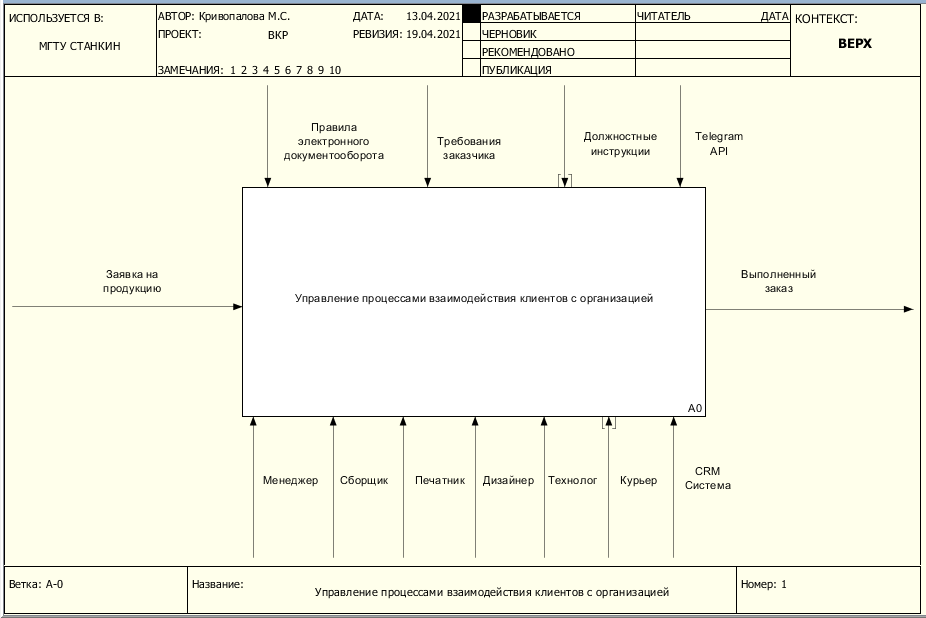 ИСПОЛЬЗУЕТСЯ В:
МГТУ СТАНКИН
АВТОР: Кривопалова М.С.
ДАТА: 13.04.2021
ПРОЕКТ: ВКР
РЕВИЗИЯ: 19.04.2021
ЗАМЕЧАНИЯ: 1 2 3 4 5 6 7 8 9 10
РАЗРАБАТЫВАЕТСЯ
ЧЕРНОВИК
РЕКОМЕНДОВАНО
ПУБЛИКАЦИЯ
ЧИТАТЕЛЬ ДАТА
КОНТЕКСТ:
ВЕРХ
Правила
электронного
документооборота
Требования
заказчика
Должностные
инструкции
Telegram
API
Заявка на
продукцию
Управление процессами взаимодействия клиентов с организацией
A0
Выполненный
заказ
Менеджер
Сборщик
Печатник
Дизайнер
Технолог
Курьер
CRM
Система
Ветка: A-0
Название:
Управление процессами взаимодействия клиентов с организацией
Номер: 1